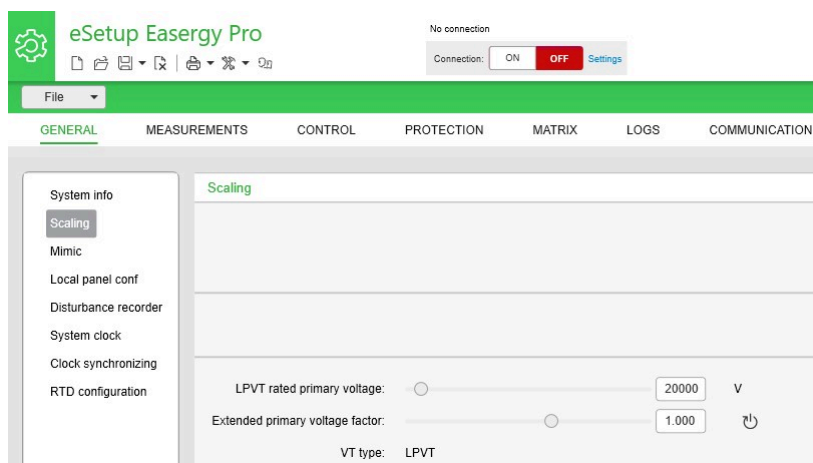 eSetup Easergy Pro
No connection
Connection: ON OFF Settings
File
GENERAL MEASUREMENTS CONTROL PROTECTION MATRIX LOGS COMMUNICATION
System info
Scaling
Mimic
Local panel conf
Disturbance recorder
System clock
Clock synchronizing
RTD configuration
Scaling
LPVT rated primary voltage: 20000 V
Extended primary voltage factor: 1.000
VT type: LPVT